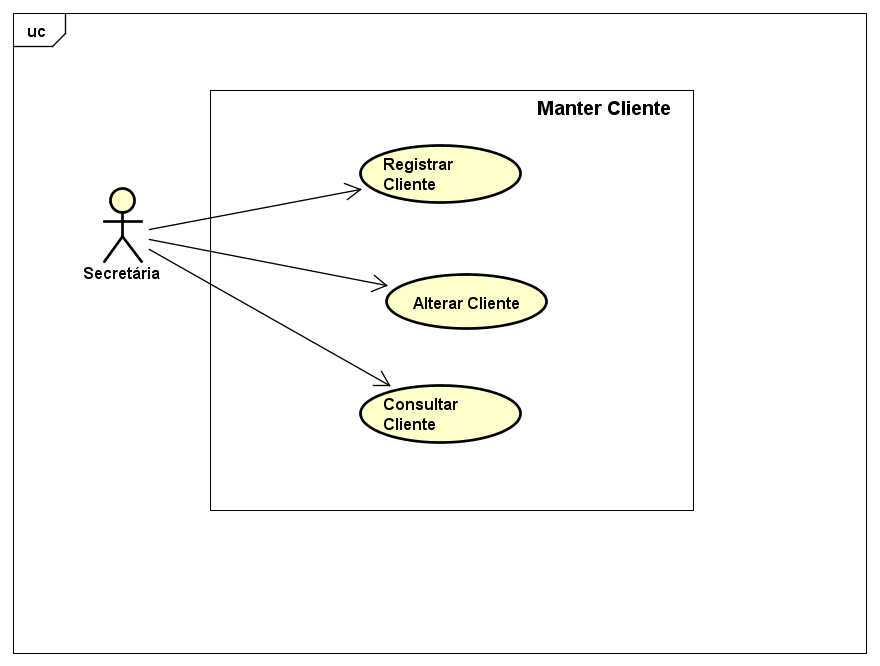 uc
Manter Cliente
Registrar
Cliente
Secretária
Alterar Cliente
Consultar
Cliente